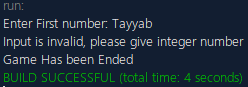 run:
Enter First number: Tayyab
Input is invalid, please give integer number
Game Has been Ended
BUILD SUCCESSFUL (total time: 4 seconds)